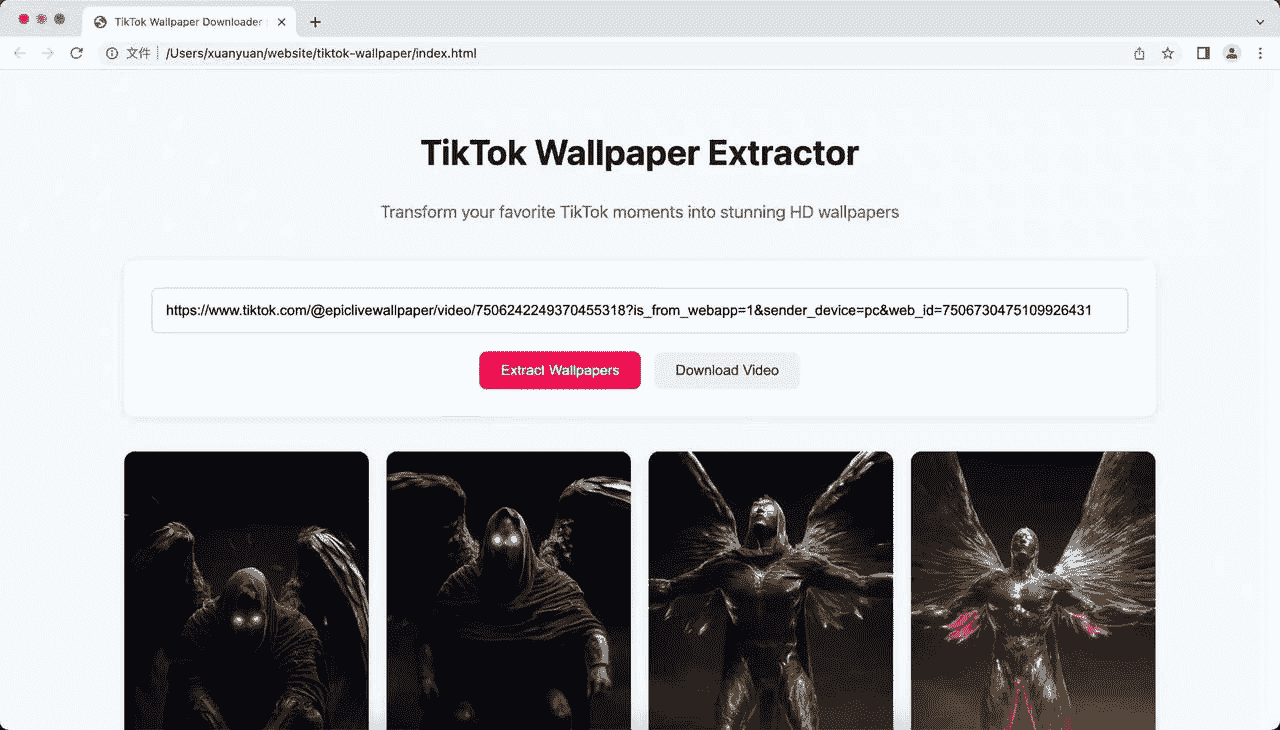 TikTok Wallpaper Downloader
文件 /Users/xuanyuan/website/tiktok-wallpaper/index.html
TikTok Wallpaper Extractor
Transform your favorite TikTok moments into stunning HD wallpapers
https://www.tiktok.com/@epiclivewallpaper/video/7506242249370455318?is_from_webapp=1&sender_device=pc&web_id=7506730475109926431
Extract Wallpapers Download Video